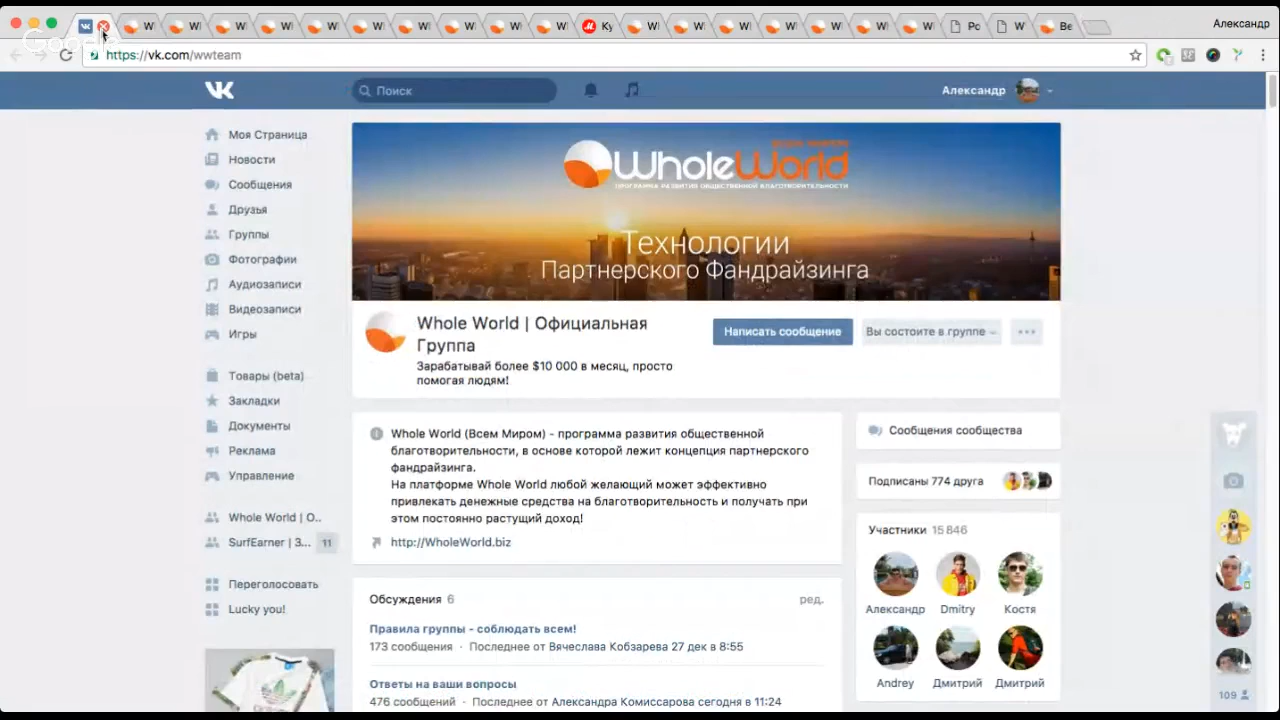 W
W
W
W
W
W
W
W
W
W
Ку
W
W
W
W
W
W
W
Рс
W
Ве
Александр
Google
https://vk.com/wwteam
Поиск
Александр
Моя Страница
Новости
Сообщения
Друзья
Группы
Фотографии
Аудиозаписи
Видеозаписи
Игры
Товары (beta)
Закладки
Документы
Реклама
Управление
Whole World | О..
SurfEarner | З... 11
Переголосовать
Lucky you!
WholeWorld
ПРОГРАММА РАЗВИТИЯ ОБЩЕСТВЕННОЙ БЛАГОТВОРИТЕЛЬНОСТИ
Технологии
Партнерского Фандрайзинга
Whole World | Официальная
Группа
Зарабатывай более $10 000 в месяц, просто
помогая людям!
Написать сообщение
Вы состоите в группе
Whole World (Всем Миром) - программа развития общественной
благотворительности, в основе которой лежит концепция партнерского
фандрайзинга.
На платформе Whole World любой желающий может эффективно
привлекать денежные средства на благотворительность и получать при
этом постоянно растущий доход!
http://WholeWorld.biz
Обсуждения 6
ред.
Правила группы - соблюдать всем!
173 сообщения · Последнее от Вячеслава Кобзарева 27 дек в 8:55
Ответы на ваши вопросы
476 сообщений · Последнее от Александра Комиссарова сегодня в 11:24
Сообщения сообщества
Подписаны 774 друга
Участники 15 846
Александр
Dmitry
Костя
Andrey
Дмитрий
Дмитрий
109